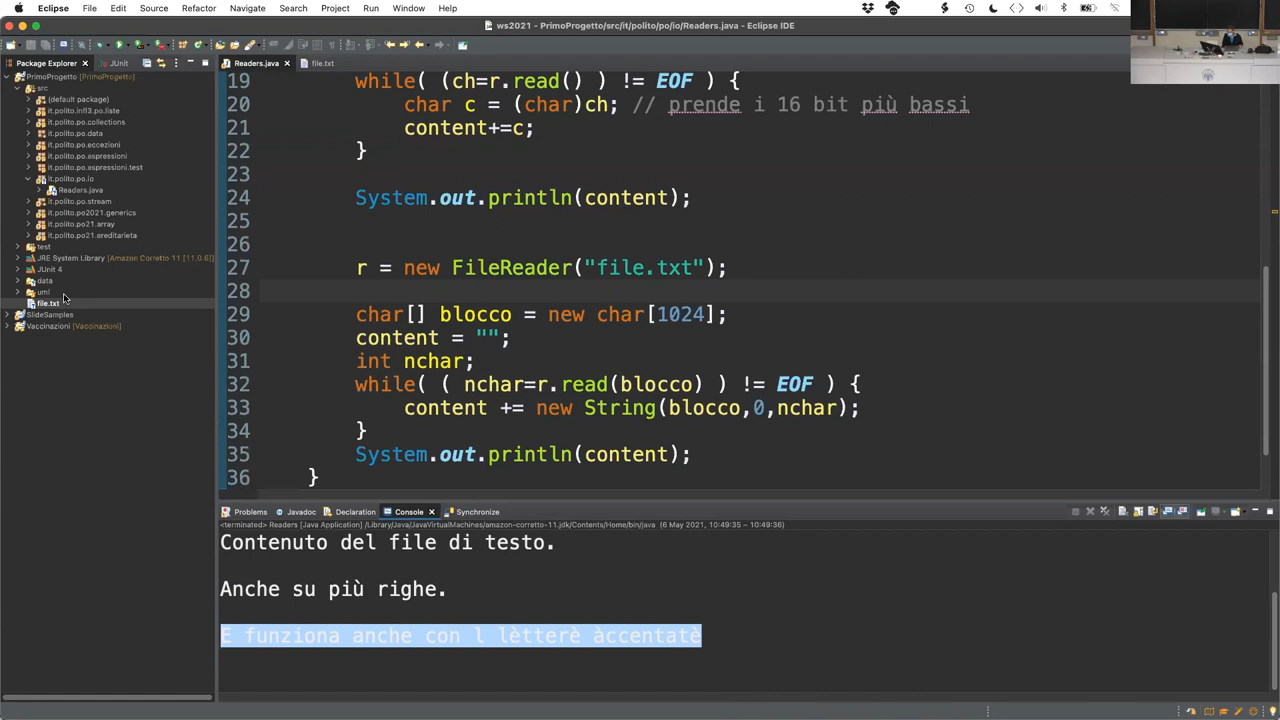 Eclipse File Edit Source Refactor Navigate Search Project Run Window Help
ws2021 - PrimoProgetto/src/it/polito/po/io/Readers.java - Eclipse IDE
Package Explorer JUnit
PrimoProgetto [PrimoProgetto]
src
(default package)
it.polito.inf13.po.liste
it.polito.po.collections
it.polito.po.data
it.polito.po.eccezioni
it.polito.po.espressioni
it.polito.po.espressioni.test
it.polito.po.io
Readers.java
it.polito.po.stream
it.polito.po2021.generics
it.polito.po21.array
it.polito.po21.ereditarieta
test
JRE System Library [Amazon Corretto 11 [11.0.6]]
JUnit 4
data
uml
file.txt
SlideSamples
Vaccinazioni [Vaccinazioni]
Readers.java file.txt
19 while( (ch=r.read() ) != EOF ) {
20 char c = (char)ch; // prende i 16 bit più bassi
21 content+=c;
22 }
23
24 System.out.println(content);
25
26
27 r = new FileReader("file.txt");
28
29 char[] blocco = new char[1024];
30 content = "";
31 int nchar;
32 while( ( nchar=r.read(blocco) ) != EOF ) {
33 content += new String(blocco,0,nchar);
34 }
35 System.out.println(content);
36 }
Problems Javadoc Declaration Console Synchronize
<terminated> Readers [Java Application] /Library/Java/JavaVirtualMachines/amazon-corretto-11.jdk/Contents/Home/bin/java (6 May 2021, 10:49:35 – 10:49:36)
Contenuto del file di testo.
Anche su più righe.
E funziona anche con l lètterè àccentatè